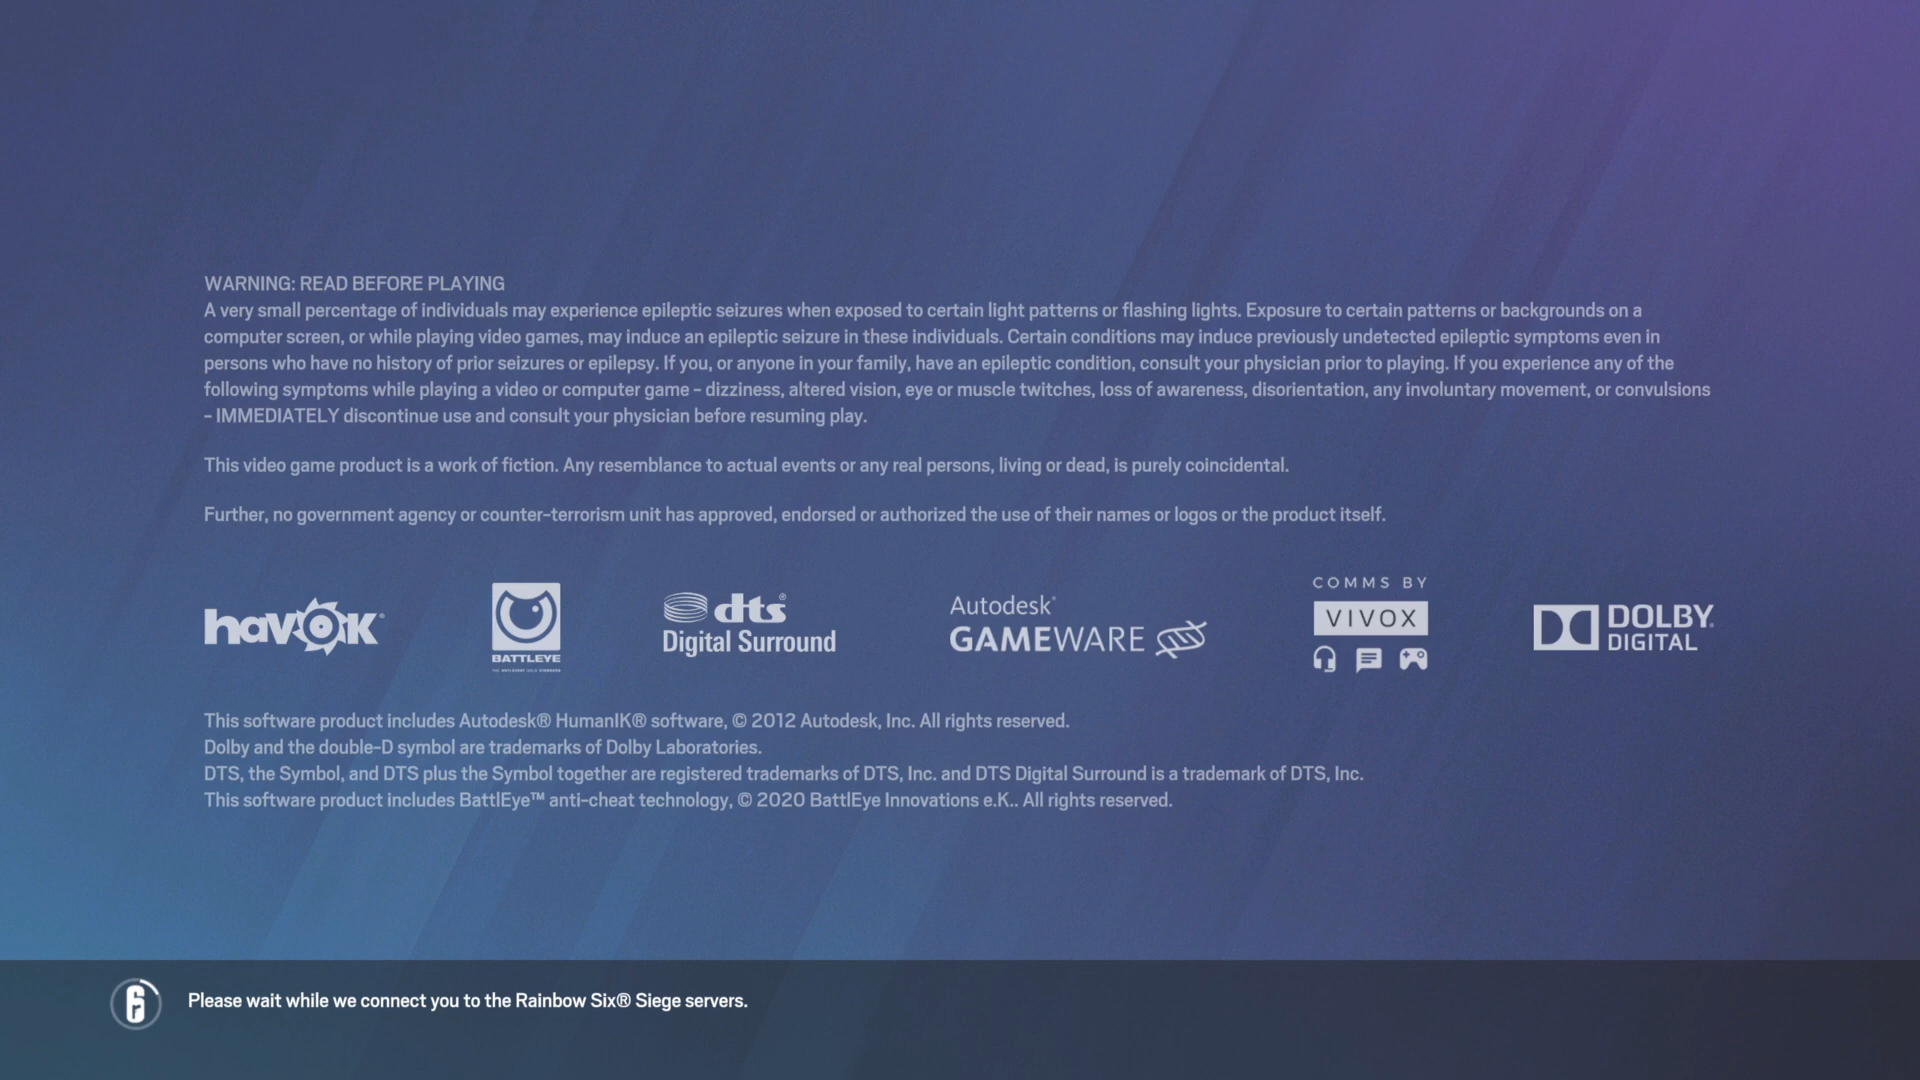 WARNING: READ BEFORE PLAYING
A very small percentage of individuals may experience epileptic seizures when exposed to certain light patterns or flashing lights. Exposure to certain patterns or backgrounds on a
computer screen, or while playing video games, may induce an epileptic seizure in these individuals. Certain conditions may induce previously undetected epileptic symptoms even in
persons who have no history of prior seizures or epilepsy. If you, or anyone in your family, have an epileptic condition, consult your physician prior to playing. If you experience any of the
following symptoms while playing a video or computer game – dizziness, altered vision, eye or muscle twitches, loss of awareness, disorientation, any involuntary movement, or convulsions
– IMMEDIATELY discontinue use and consult your physician before resuming play.
This video game product is a work of fiction. Any resemblance to actual events or any real persons, living or dead, is purely coincidental.
Further, no government agency or counter-terrorism unit has approved, endorsed or authorized the use of their names or logos or the product itself.
havok®
BATTLEYE
dts®
Digital Surround
Autodesk®
GAMEWARE
COMMS BY
VIVOX
DOLBY®
DIGITAL
This software product includes Autodesk® HumanIK® software, © 2012 Autodesk, Inc. All rights reserved.
Dolby and the double-D symbol are trademarks of Dolby Laboratories.
DTS, the Symbol, and DTS plus the Symbol together are registered trademarks of DTS, Inc. and DTS Digital Surround is a trademark of DTS, Inc.
This software product includes BattlEye™ anti-cheat technology, © 2020 BattlEye Innovations e.K.. All rights reserved.
Please wait while we connect you to the Rainbow Six® Siege servers.